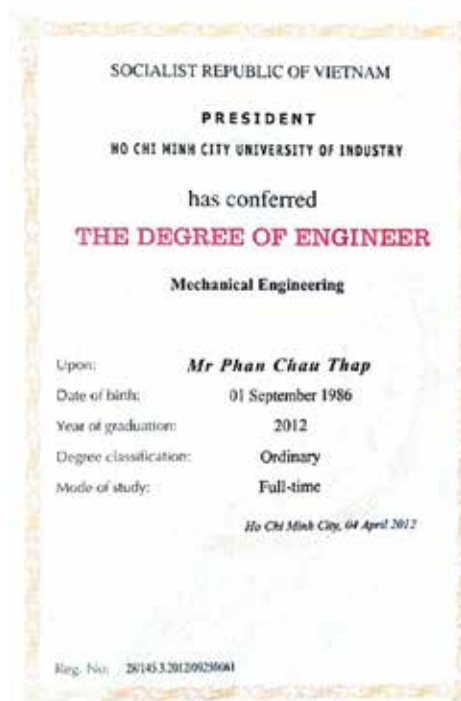 SOCIALIST REPUBLIC OF VIETNAM
PRESIDENT
HO CHI MINH CITY UNIVERSITY OF INDUSTRY
has conferred
THE DEGREE OF ENGINEER
Mechanical Engineering
Upon: Mr Phan Chau Thap
Date of birth: 01 September 1986
Year of graduation: 2012
Degree classification: Ordinary
Mode of study: Full-time
Ho Chi Minh City, 04 April 2012
Reg. No: